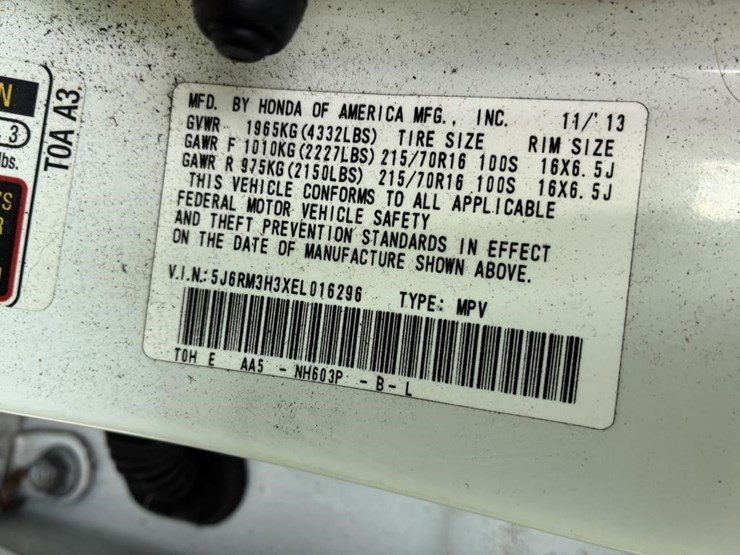 N
3
lbs.
'S
TOA A3
MFD. BY HONDA OF AMERICA MFG., INC. 11/13
GVWR 1965KG(4332LBS) TIRE SIZE RIM SIZE
GAWR F 1010KG(2227LBS) 215/70R16 100S 16X6.5J
GAWR R 975KG(2150LBS) 215/70R16 100S 16X6.5J
THIS VEHICLE CONFORMS TO ALL APPLICABLE
FEDERAL MOTOR VEHICLE SAFETY
AND THEFT PREVENTION STANDARDS IN EFFECT
ON THE DATE OF MANUFACTURE SHOWN ABOVE.
V.I.N.: 5J6RM3H3XEL016296 TYPE: MPV
TOH E AA5 - NH603P - B - L